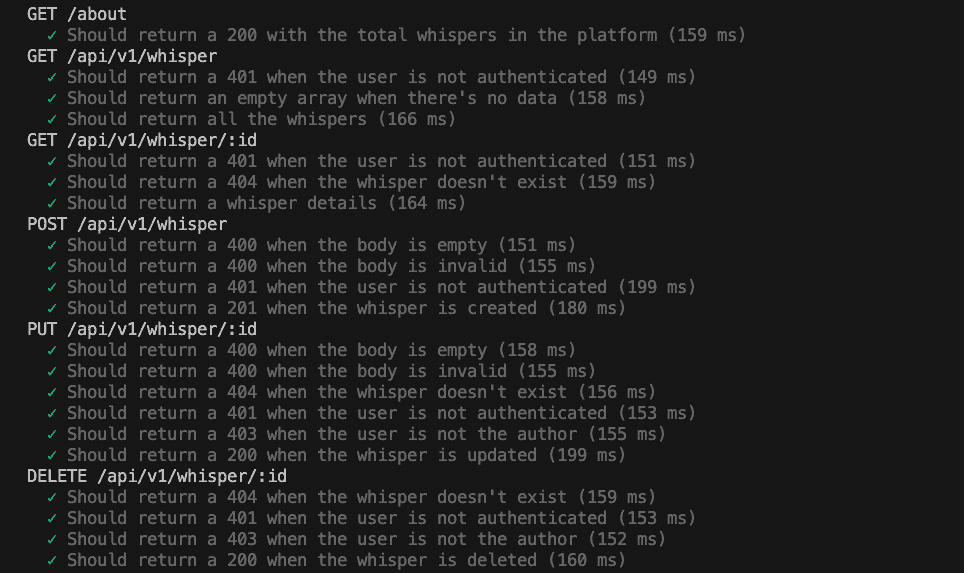 GET /about
✓ Should return a 200 with the total whispers in the platform (159 ms)
GET /api/v1/whisper
✓ Should return a 401 when the user is not authenticated (149 ms)
✓ Should return an empty array when there's no data (158 ms)
✓ Should return all the whispers (166 ms)
GET /api/v1/whisper/:id
✓ Should return a 401 when the user is not authenticated (151 ms)
✓ Should return a 404 when the whisper doesn't exist (159 ms)
✓ Should return a whisper details (164 ms)
POST /api/v1/whisper
✓ Should return a 400 when the body is empty (151 ms)
✓ Should return a 400 when the body is invalid (155 ms)
✓ Should return a 401 when the user is not authenticated (199 ms)
✓ Should return a 201 when the whisper is created (180 ms)
PUT /api/v1/whisper/:id
✓ Should return a 400 when the body is empty (158 ms)
✓ Should return a 400 when the body is invalid (155 ms)
✓ Should return a 404 when the whisper doesn't exist (156 ms)
✓ Should return a 401 when the user is not authenticated (153 ms)
✓ Should return a 403 when the user is not the author (155 ms)
✓ Should return a 200 when the whisper is updated (199 ms)
DELETE /api/v1/whisper/:id
✓ Should return a 404 when the whisper doesn't exist (159 ms)
✓ Should return a 401 when the user is not authenticated (153 ms)
✓ Should return a 403 when the user is not the author (152 ms)
✓ Should return a 200 when the whisper is deleted (160 ms)